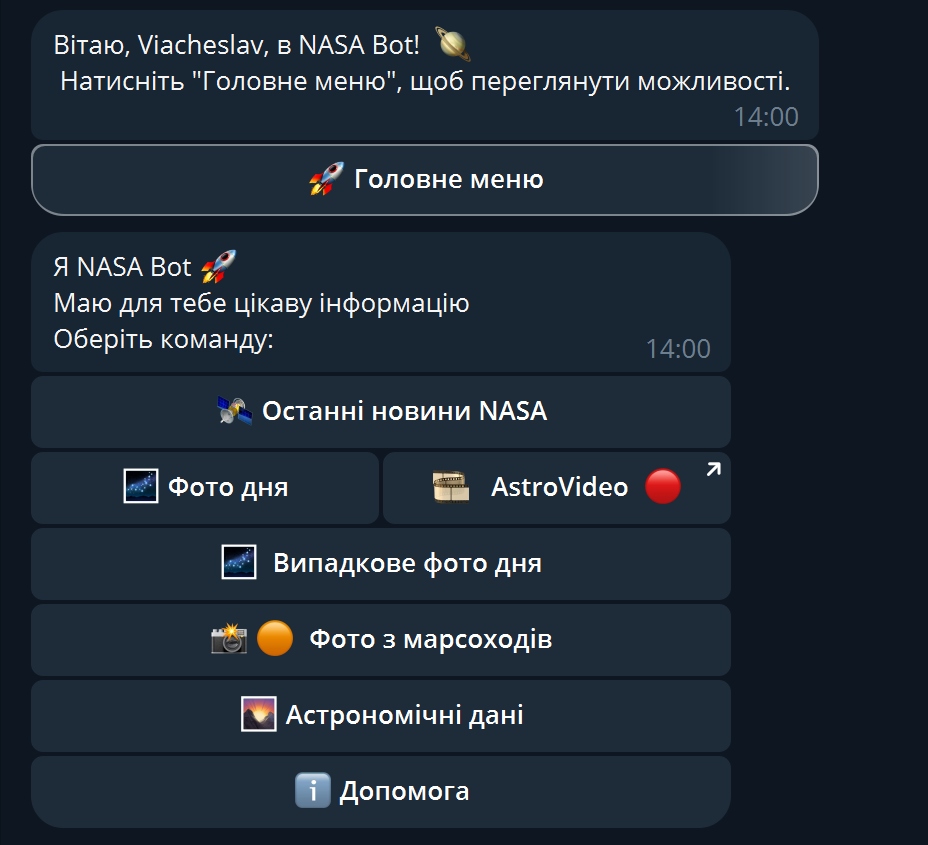 Вітаю, Viacheslav, в NASA Bot! 🪐
Натисніть "Головне меню", щоб переглянути можливості.
14:00
🚀 Головне меню
Я NASA Bot 🚀
Маю для тебе цікаву інформацію
Оберіть команду:
14:00
🛰 Останні новини NASA
🌌 Фото дня
🎞 AstroVideo 🔴
🌌 Випадкове фото дня
📸 🟠 Фото з марсоходів
🌄 Астрономічні дані
ℹ️ Допомога